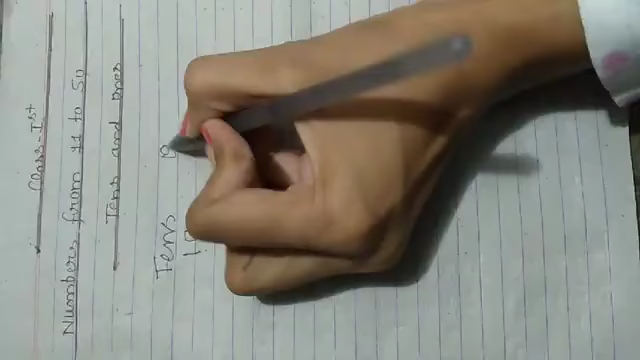 Class-Ist
Numbers from 11 to 50
Tens and ones
Tens